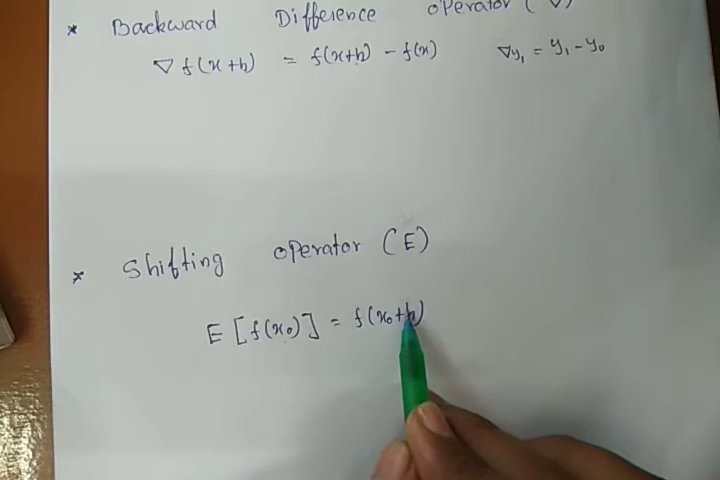 * Backward Difference operator (∇)
∇ f(x+h) = f(x+h) - f(x) ∇y₁ = y₁ - y₀
* Shifting operator (E)
E [f(x₀)] = f(x₀+h)